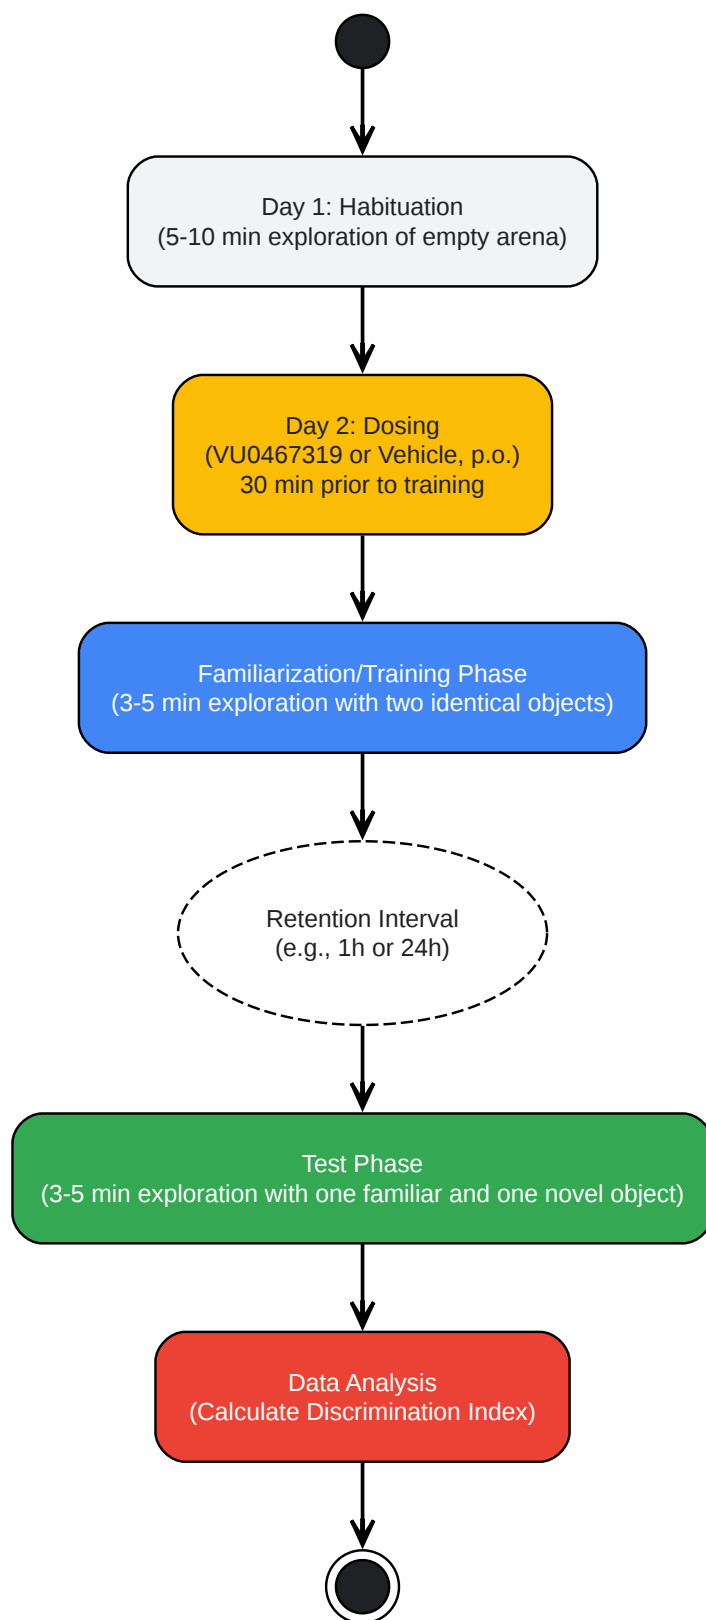 Day 1: Habituation
(5-10 min exploration of empty arena)
Day 2: Dosing
(VU0467319 or Vehicle, p.o.)
30 min prior to training
Familiarization/Training Phase
(3-5 min exploration with two identical objects)
Retention Interval
(e.g., 1h or 24h)
Test Phase
(3-5 min exploration with one familiar and one novel object)
Data Analysis
(Calculate Discrimination Index)